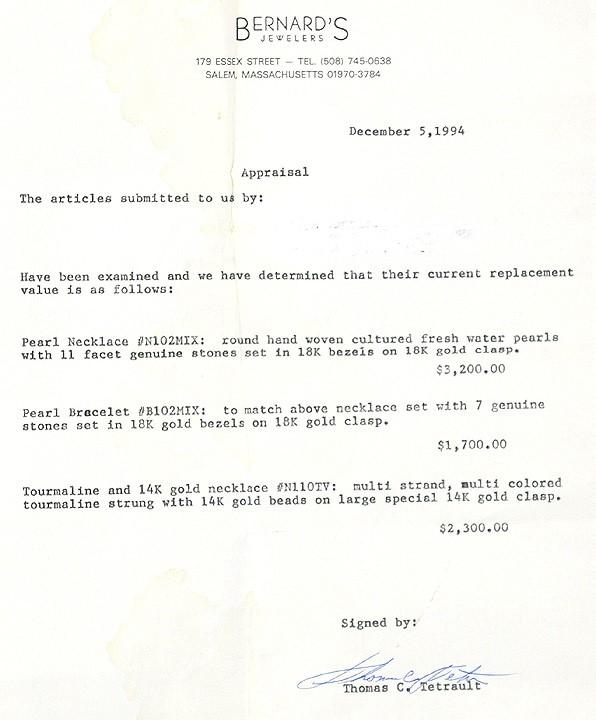 BERNARD'S
JEWELERS
179 ESSEX STREET — TEL. (508) 745-0638
SALEM, MASSACHUSETTS 01970-3784
December 5,1994
Appraisal
The articles submitted to us by:
Have been examined and we have determined that their current replacement
value is as follows:
Pearl Necklace #N102MIX: round hand woven cultured fresh water pearls
with 11 facet genuine stones set in 18K bezels on 18K gold clasp.
$3,200.00
Pearl Bracelet #B102MIX: to match above necklace set with 7 genuine
stones set in 18K gold bezels on 18K gold clasp.
$1,700.00
Tourmaline and 14K gold necklace #N110TV: multi strand, multi colored
tourmaline strung with 14K gold beads on large special 14K gold clasp.
$2,300.00
Signed by:
Thomas C. Tetrault